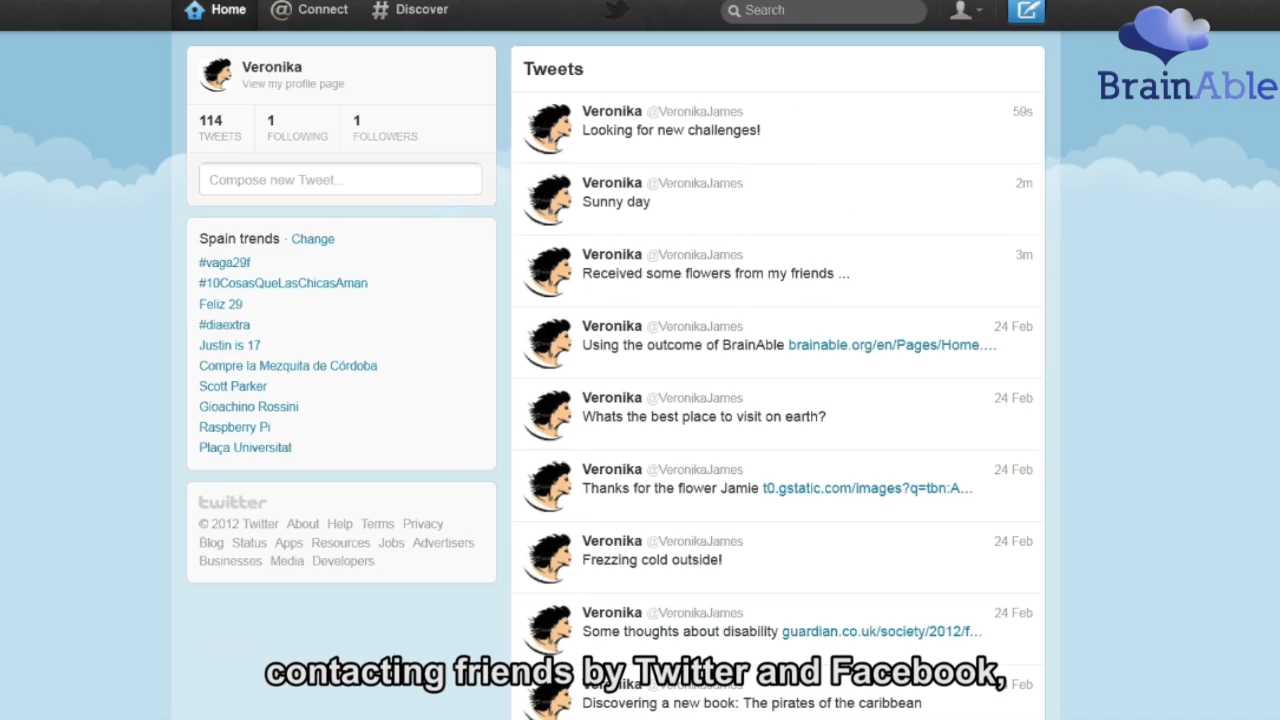 Home
Connect
Discover
Search
BrainAble
Veronika
View my profile page
114
TWEETS
1
FOLLOWING
1
FOLLOWERS
Compose new Tweet...
Spain trends · Change
#vaga29f
#10CosasQueLasChicasAman
Feliz 29
#diaextra
Justin is 17
Compre la Mezquita de Córdoba
Scott Parker
Gioachino Rossini
Raspberry Pi
Plaça Universitat
twitter
© 2012 Twitter About Help Terms Privacy
Blog Status Apps Resources Jobs Advertisers
Businesses Media Developers
Tweets
Veronika @VeronikaJames 59s
Looking for new challenges!
Veronika @VeronikaJames 2m
Sunny day
Veronika @VeronikaJames 3m
Received some flowers from my friends ...
Veronika @VeronikaJames 24 Feb
Using the outcome of BrainAble brainable.org/en/Pages/Home....
Veronika @VeronikaJames 24 Feb
Whats the best place to visit on earth?
Veronika @VeronikaJames 24 Feb
Thanks for the flower Jamie t0.gstatic.com/images?q=tbn:A...
Veronika @VeronikaJames 24 Feb
Frezzing cold outside!
Veronika @VeronikaJames 24 Feb
Some thoughts about disability guardian.co.uk/society/2012/f...
Feb
Discovering a new book: The pirates of the caribbean
contacting friends by Twitter and Facebook,